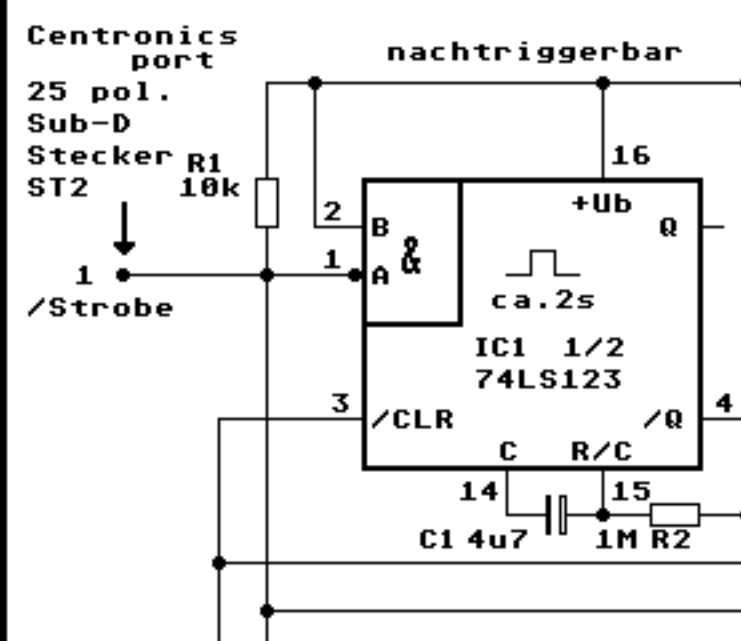 Centronics
port
25 pol.
Sub-D
Stecker
ST2
nachtriggerbar
R1
10k
16
+Ub
2
B
&
Q
1
1
A
/Strobe
ca.2s
IC1 1/2
74LS123
3
/CLR
/Q
4
C
R/C
14
15
C1 4u7
1M R2